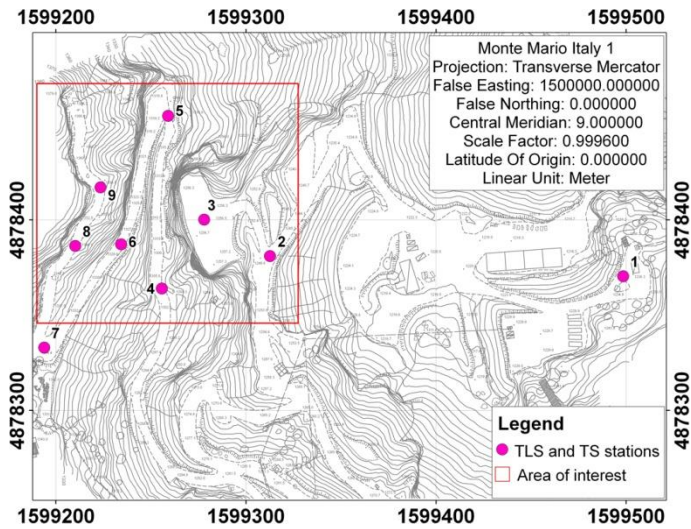 1599200 1599300 1599400 1599500
Monte Mario Italy 1
Projection: Transverse Mercator
False Easting: 1500000.000000
False Northing: 0.000000
Central Meridian: 9.000000
Scale Factor: 0.999600
Latitude Of Origin: 0.000000
Linear Unit: Meter
5
9
4878400
3
4878400
8
6
2
1
4
7
4878300
4878300
Legend
TLS and TS stations
Area of interest
1599200 1599300 1599400 1599500